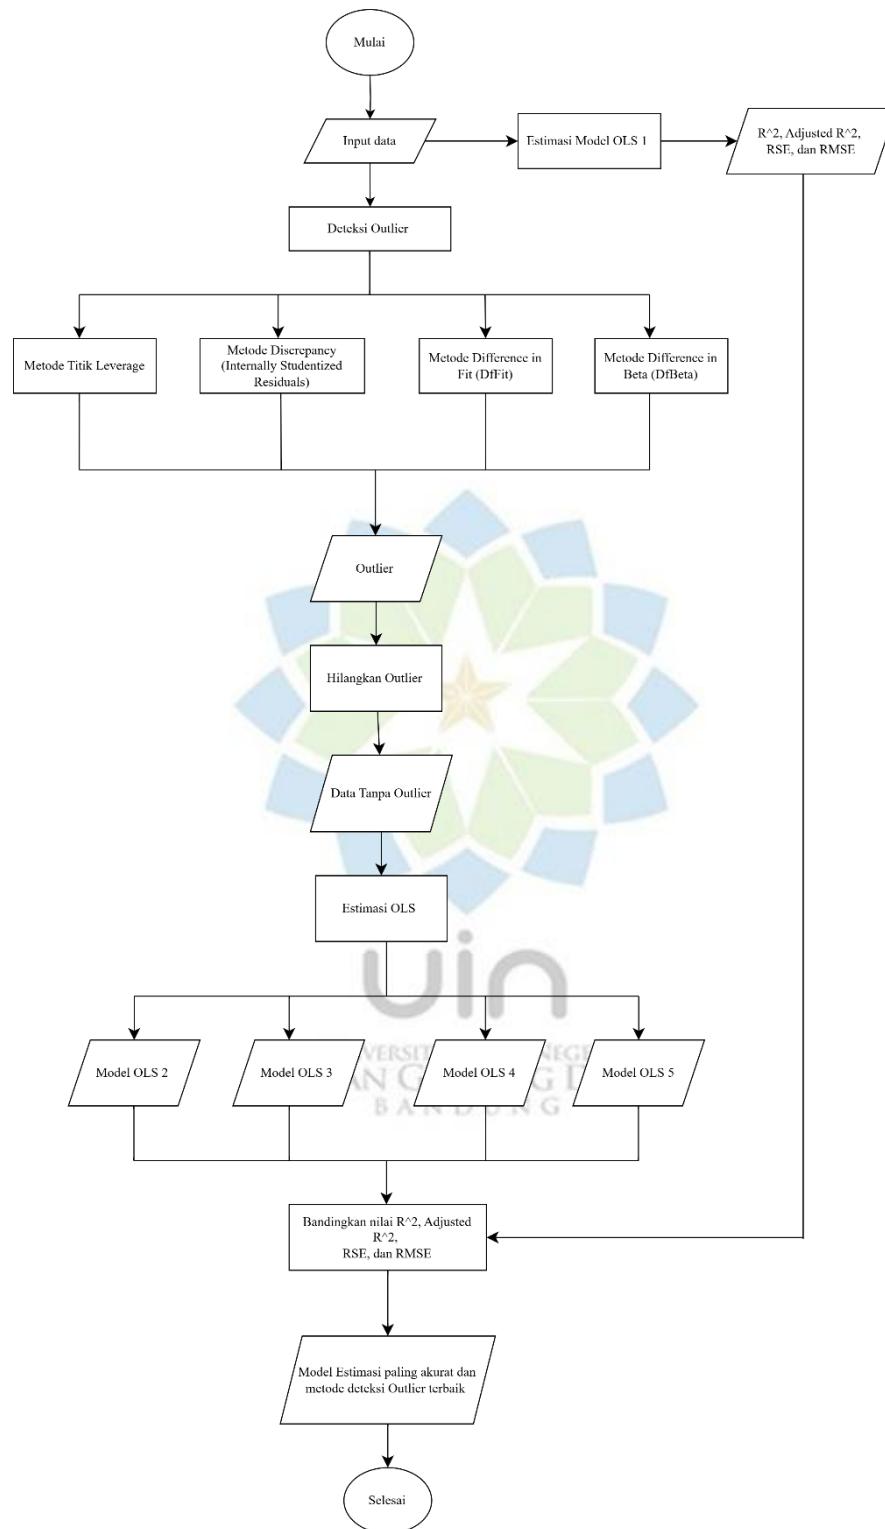 Mulai
Input data
Estimasi Model OLS 1
R^2, Adjusted R^2,
RSE, dan RMSE
Deteksi Outlier
Metode Titik Leverage
Metode Discrepancy
(Internally Studentized
Residuals)
Metode Difference in
Fit (DfFit)
Metode Difference in
Beta (DfBeta)
Outlier
Hilangkan Outlier
Data Tanpa Outlier
Estimasi OLS
uin
Model OLS 2
Model OLS 3
Model OLS 4
Model OLS 5
BANDUNG
Bandingkan nilai R^2, Adjusted
R^2,
RSE, dan RMSE
Model Estimasi paling akurat dan
metode deteksi Outlier terbaik
Selesai